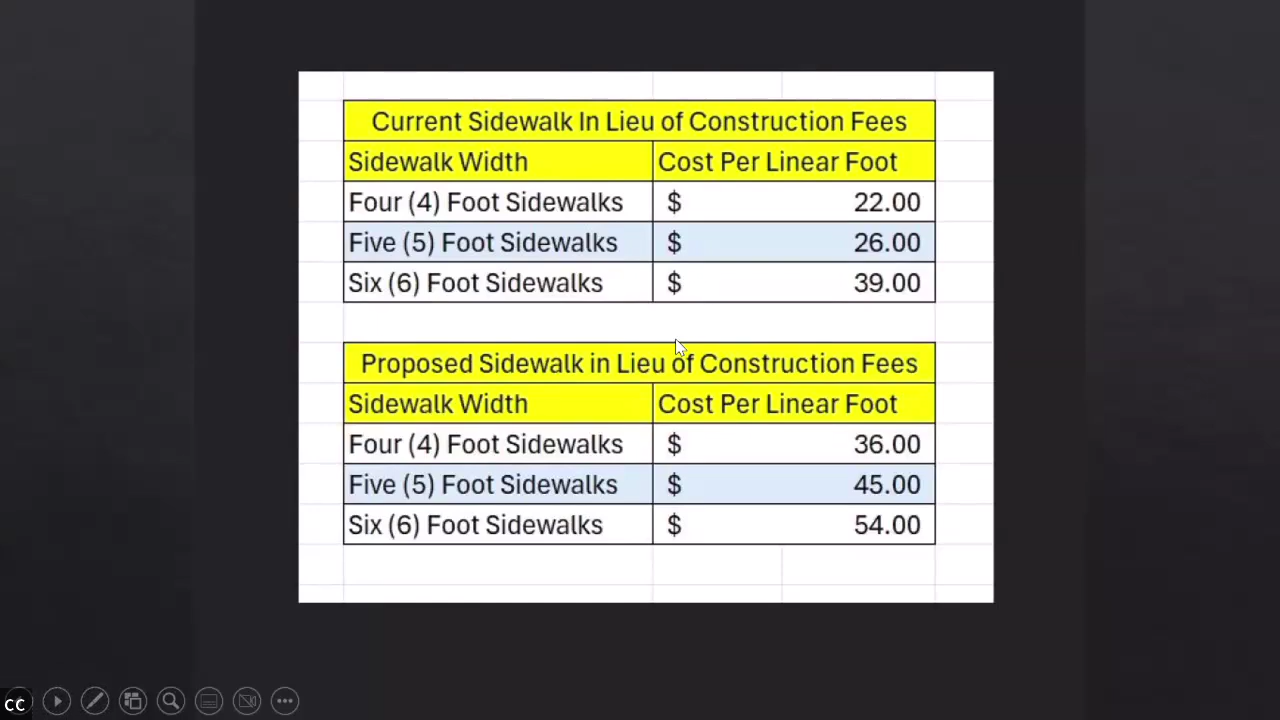 Current Sidewalk In Lieu of Construction Fees
Sidewalk Width Cost Per Linear Foot
Four (4) Foot Sidewalks $ 22.00
Five (5) Foot Sidewalks $ 26.00
Six (6) Foot Sidewalks $ 39.00
Proposed Sidewalk in Lieu of Construction Fees
Sidewalk Width Cost Per Linear Foot
Four (4) Foot Sidewalks $ 36.00
Five (5) Foot Sidewalks $ 45.00
Six (6) Foot Sidewalks $ 54.00
CC